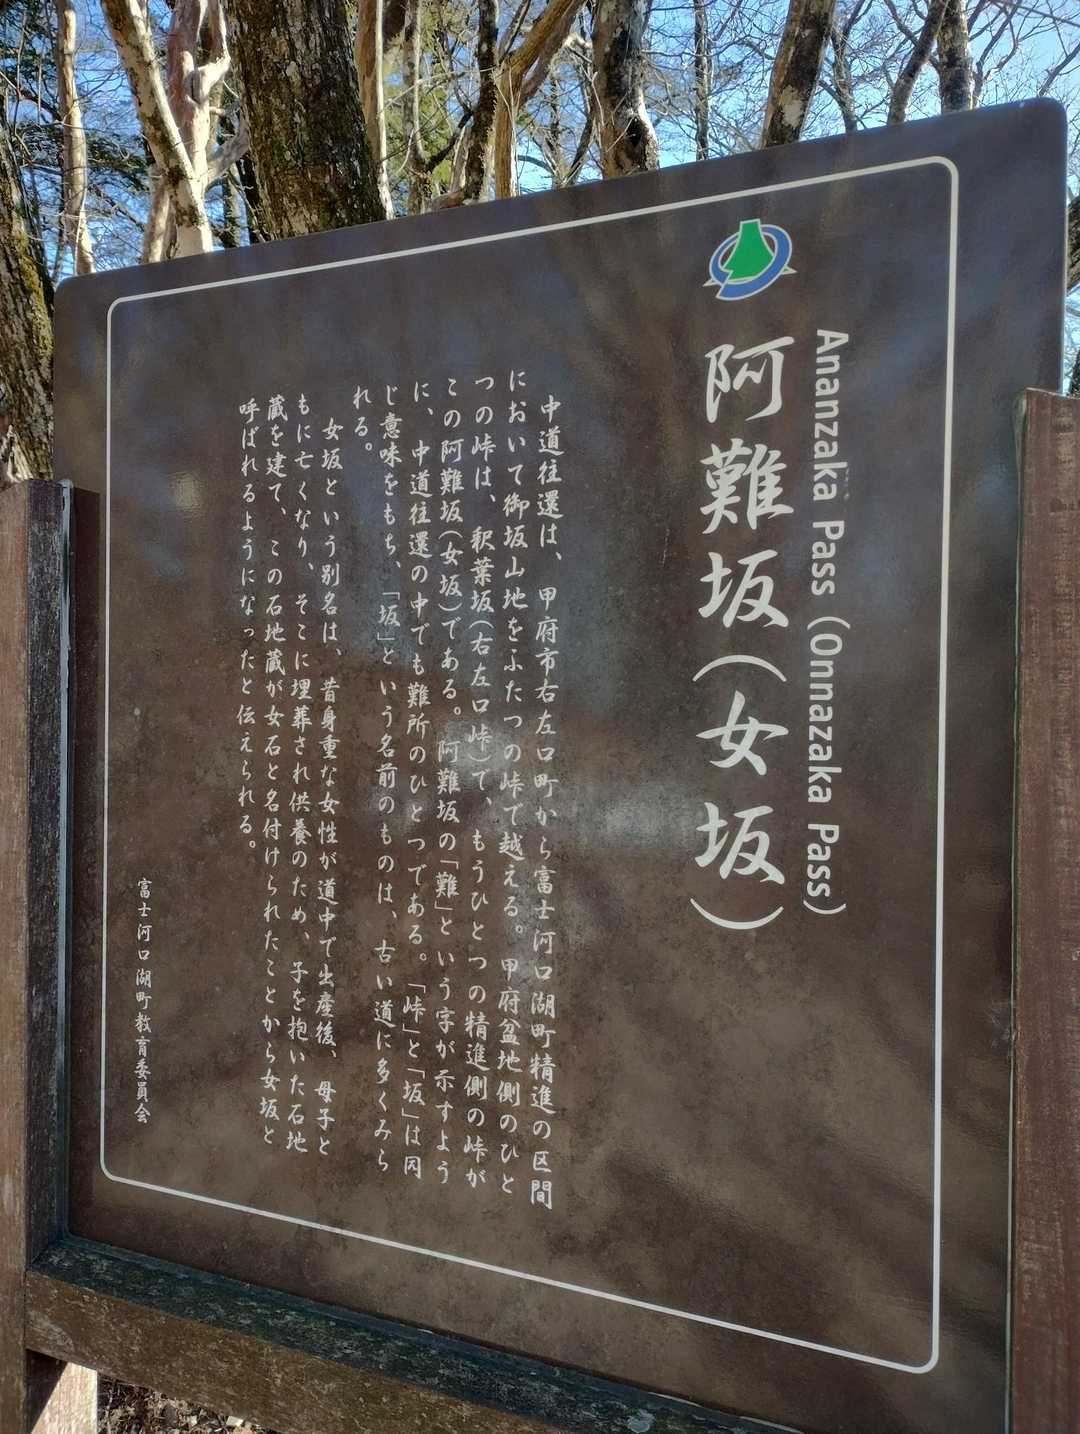 Ananzaka Pass (Onnazaka Pass)
阿難坂(女坂)
中道往還は、甲府市右左口町から富士河口湖町精進の区間
において御坂山地をふたつの峠で越える。甲府盆地側のひと
つの峠は、釈葉坂(右左口峠)で、もうひとつの精進側の峠が
この阿難坂(女坂)である。阿難坂の「難」という字が示すよう
に、中道往還の中でも難所のひとつである。「峠」と「坂」は同
じ意味をもち、「坂」という名前のものは、古い道に多くみら
れる。
女坂という別名は、昔身重な女性が道中で出産後、母子と
もに亡くなり、そこに埋葬され供養のため、子を抱いた石地
蔵を建て、この石地蔵が女石と名付けられたことから女坂と
呼ばれるようになったと伝えられる。
富士河口湖町教育委員会